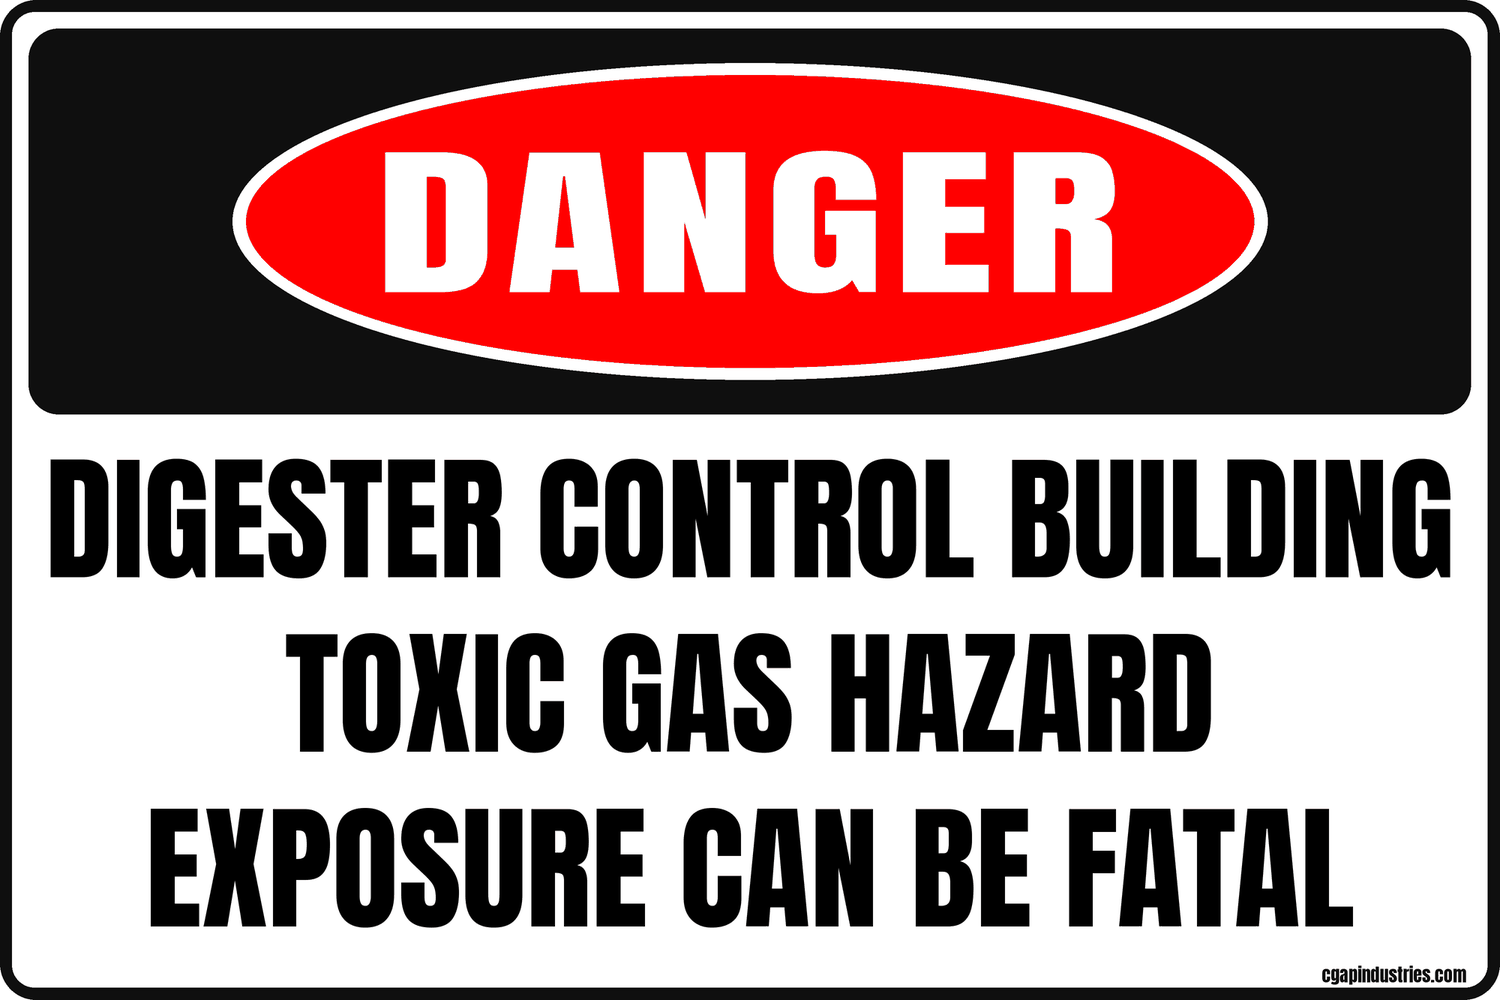 DANGER
DIGESTER CONTROL BUILDING
TOXIC GAS HAZARD
EXPOSURE CAN BE FATAL
cgapindustries.com